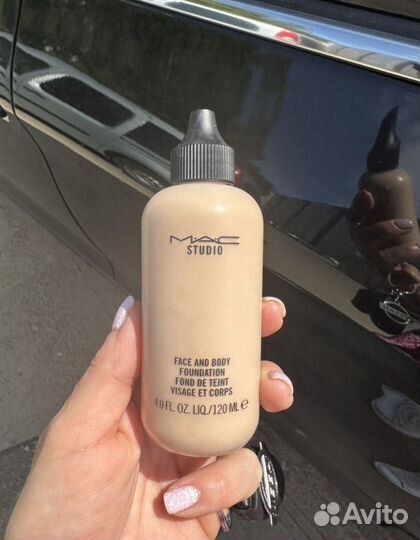 MAC
STUDIO
FACE AND BODY
FOUNDATION
FOND DE TEINT
VISAGE ET CORPS
4.0 FL. OZ. LIQ./120 ML e
Avito